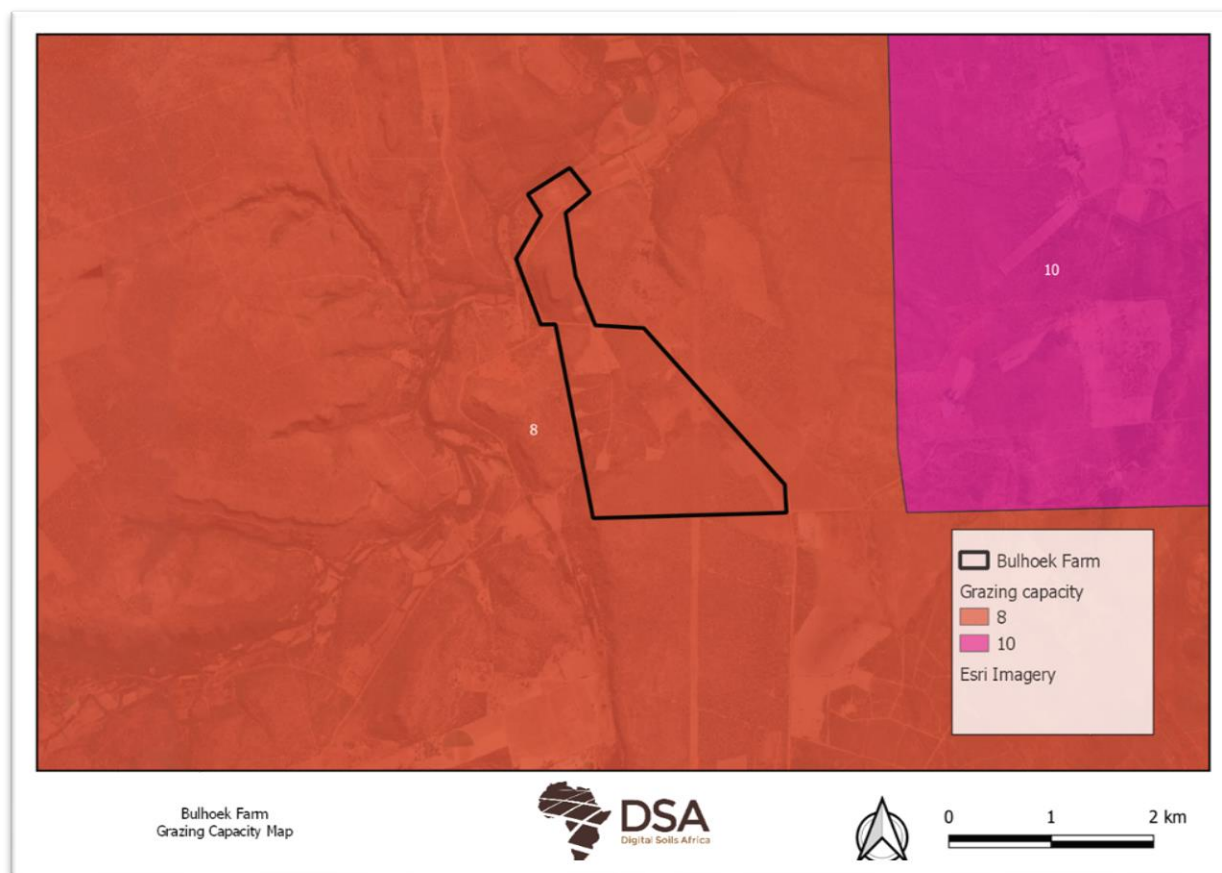 10
8
Bulhoek Farm
Grazing capacity
8
10
Esri Imagery
Bulhoek Farm
Grazing Capacity Map
DSA
Digital Soils Africa
0 1 2 km